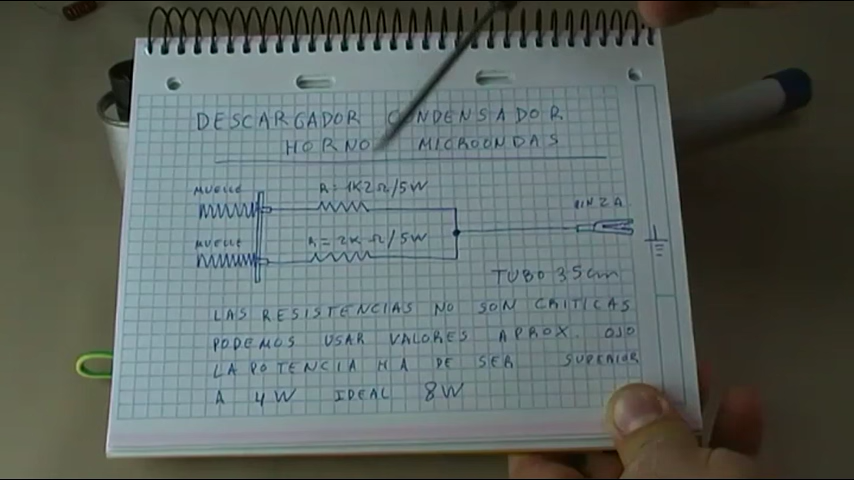 DESCARGADOR CONDENSADOR
HORNO MICROONDAS
MUELLE
R=1K2Ω/5W
MUELLE
R=2KΩ/5W
TUBO 35cm
LAS RESISTENCIAS NO SON CRITICAS
PODEMOS USAR VALORES APROX. OJO
LA POTENCIA HA DE SER SUPERIOR
A 4W IDEAL 8W